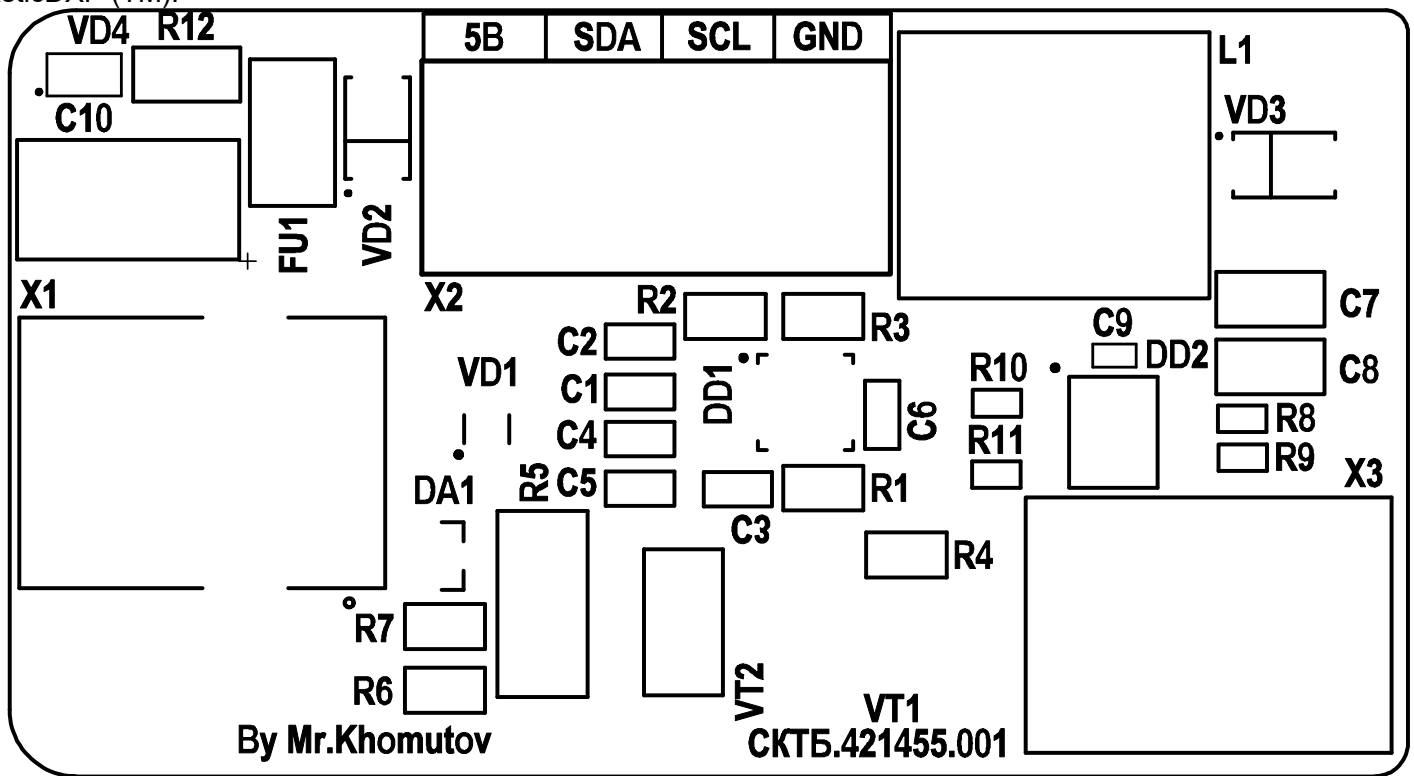 VD4 R12
5В SDA SCL GND
L1
C10
VD3
FU1
VD2
X1
X2
R2
R3
C7
C2
C9
DD2
VD1
DD1
C8
C1
R10
C6
R8
C4
R11
R9
DA1
R5
C5
R1
X3
C3
R4
R7
R6
VT2
VT1
By Mr.Khomutov
СКТБ.421455.001